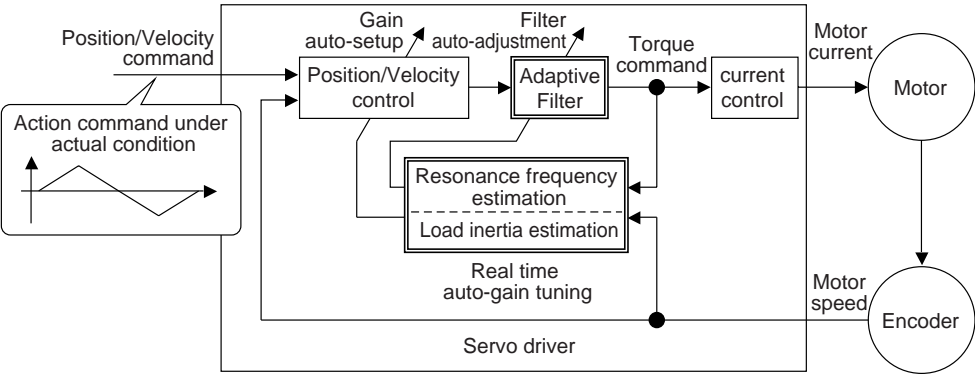 Position/Velocity
command
Gain
auto-setup
Filter
auto-adjustment
Torque
command
Motor
current
Position/Velocity
control
Adaptive
Filter
current
control
Motor
Action command under
actual condition
Resonance frequency
estimation
Load inertia estimation
Real time
auto-gain tuning
Motor
speed
Encoder
Servo driver